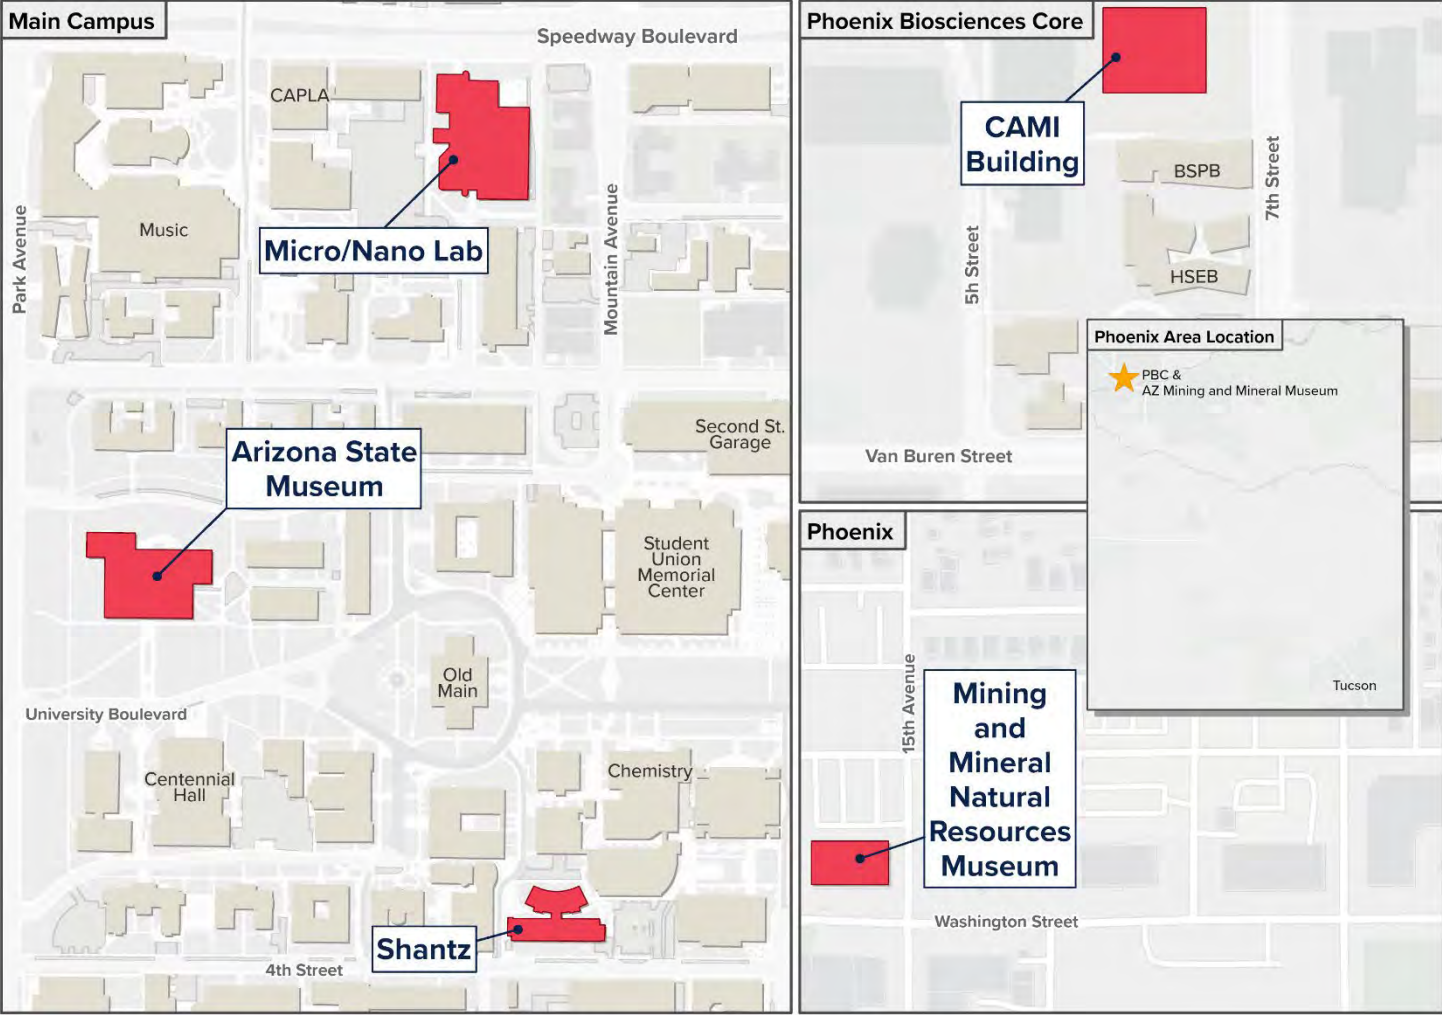 Main Campus
Speedway Boulevard
CAPLA
Park Avenue
Music
Micro/Nano Lab
Mountain Avenue
Second St.
Garage
Arizona State
Museum
Student
Union
Memorial
Center
Old
Main
University Boulevard
Centennial
Hall
Chemistry
Shantz
4th Street
Phoenix Biosciences Core
CAMI
Building
BSPB
7th Street
5h Street
HSEB
Van Buren Street
Phoenix Area Location
PBC &
AZ Mining and Mineral Museum
Tucson
Phoenix
15th Avenue
Mining
and
Mineral
Natural
Resources
Museum
Washington Street